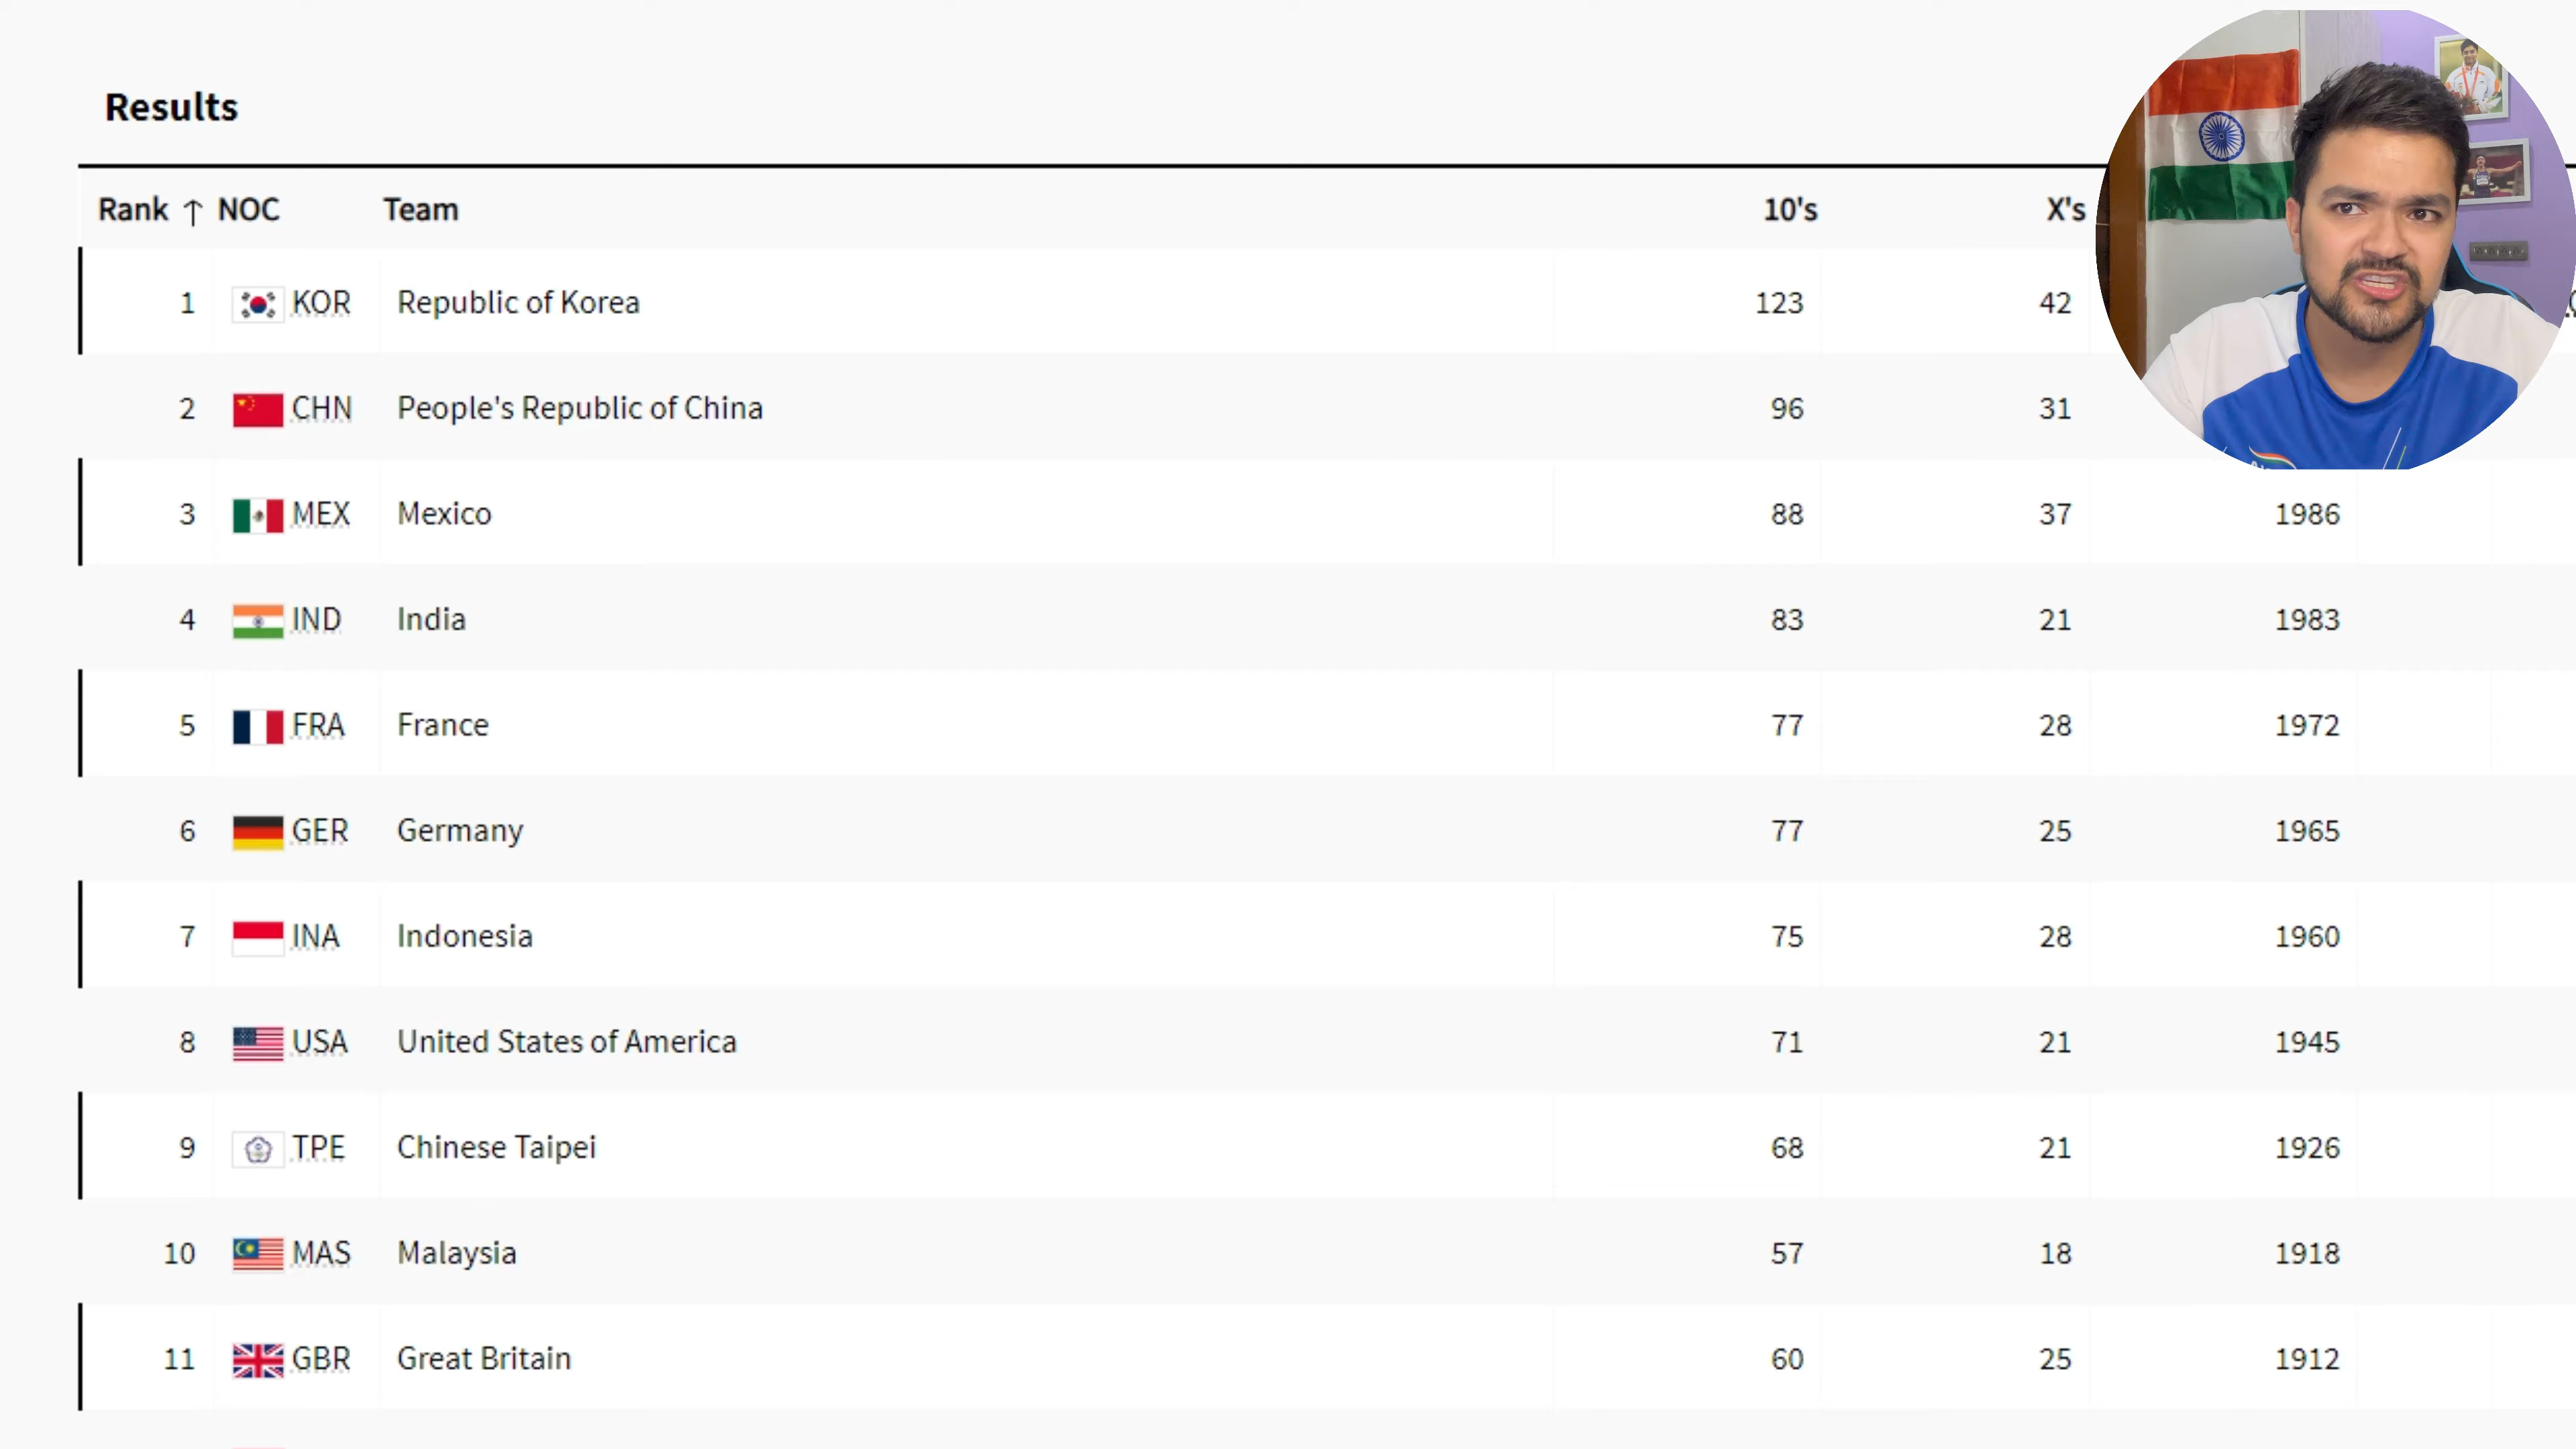 Results
Rank ↑ NOC Team 10's X's
1 KOR Republic of Korea 123 42
2 CHN People's Republic of China 96 31
3 MEX Mexico 88 37 1986
4 IND India 83 21 1983
5 FRA France 77 28 1972
6 GER Germany 77 25 1965
7 INA Indonesia 75 28 1960
8 USA United States of America 71 21 1945
9 TPE Chinese Taipei 68 21 1926
10 MAS Malaysia 57 18 1918
11 GBR Great Britain 60 25 1912